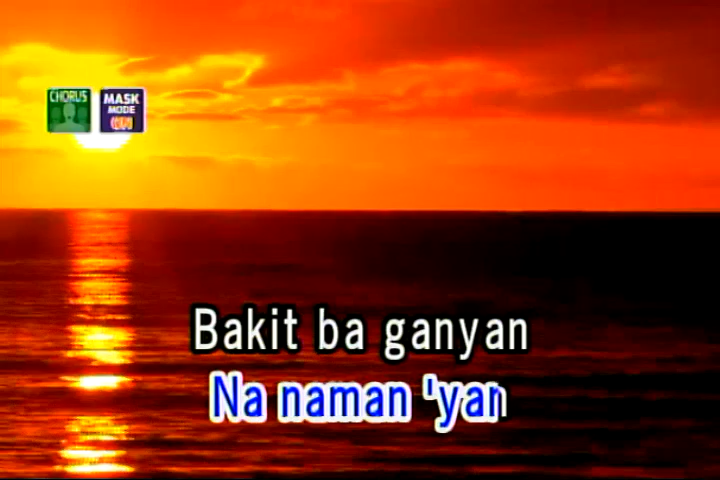 CHORUS
MASK
MODE
ON
Bakit ba ganyan
Na naman 'yan